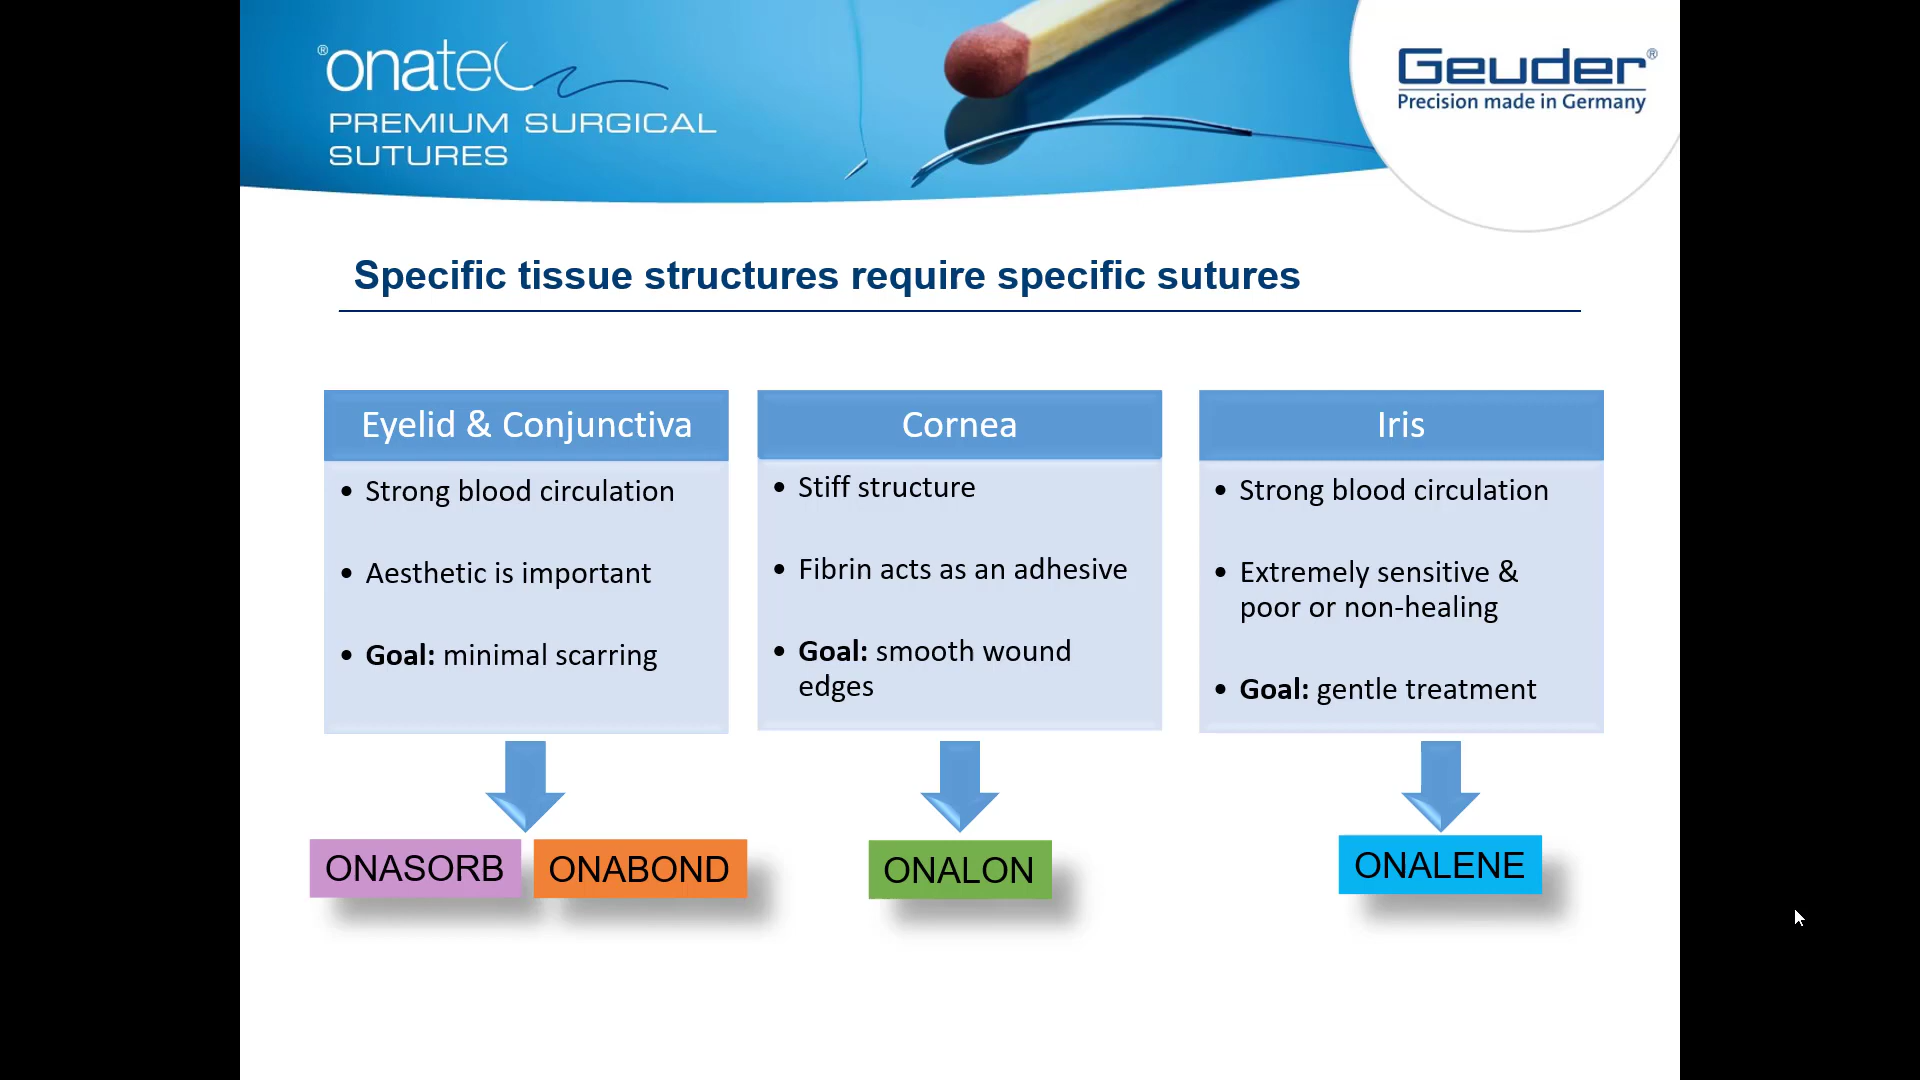 ®onatec
PREMIUM SURGICAL
SUTURES
Geuder®
Precision made in Germany
Specific tissue structures require specific sutures
Eyelid & Conjunctiva
• Strong blood circulation
• Aesthetic is important
• Goal: minimal scarring
Cornea
• Stiff structure
• Fibrin acts as an adhesive
• Goal: smooth wound
edges
Iris
• Strong blood circulation
• Extremely sensitive &
poor or non-healing
• Goal: gentle treatment
ONASORB
ONABOND
ONALON
ONALENE